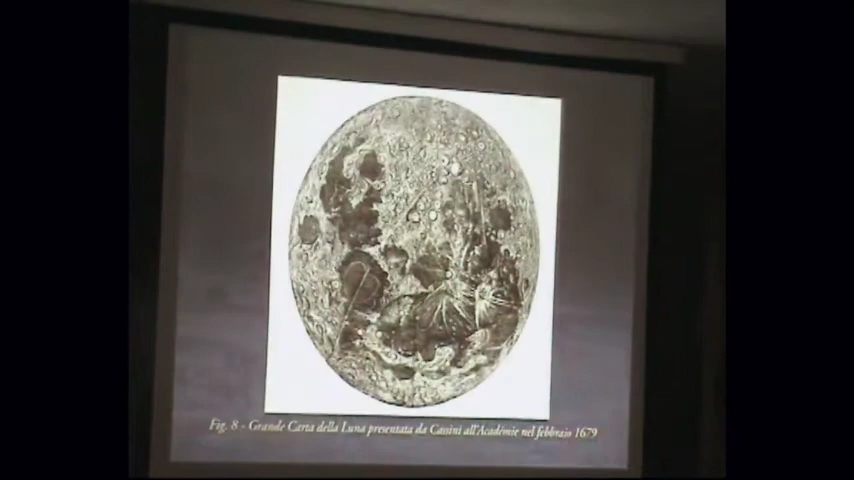 Fig. 8 - Grande Carta della Luna presentata da Cassini all'Académie nel febbraio 1679